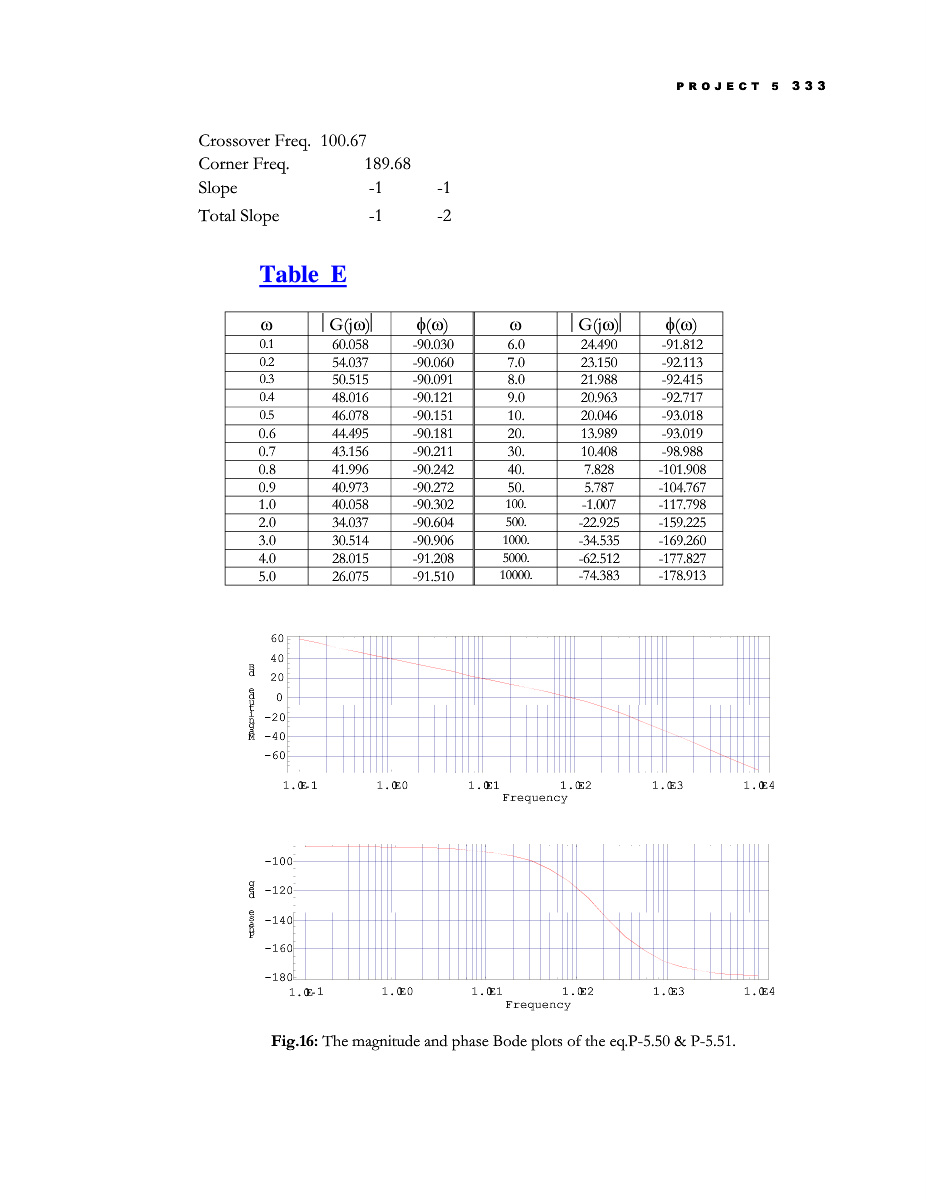 PROJECT 5 333
Crossover Freq. 100.67
Corner Freq. 189.68
Slope -1 -1
Total Slope -1 -2
Table E
ω |G(jω)| ϕ(ω) ω |G(jω)| ϕ(ω)
0.1 60.058 -90.030 6.0 24.490 -91.812
0.2 54.037 -90.060 7.0 23.150 -92.113
0.3 50.515 -90.091 8.0 21.988 -92.415
0.4 48.016 -90.121 9.0 20.963 -92.717
0.5 46.078 -90.151 10. 20.046 -93.018
0.6 44.495 -90.181 20. 13.989 -93.019
0.7 43.156 -90.211 30. 10.408 -98.988
0.8 41.996 -90.242 40. 7.828 -101.908
0.9 40.973 -90.272 50. 5.787 -104.767
1.0 40.058 -90.302 100. -1.007 -117.798
2.0 34.037 -90.604 500. -22.925 -159.225
3.0 30.514 -90.906 1000. -34.535 -169.260
4.0 28.015 -91.208 5000. -62.512 -177.827
5.0 26.075 -91.510 10000. -74.383 -178.913
60
40
20
0
-20
-40
-60
1.0E-1 1.0E0 1.0E1 1.0E2 1.0E3 1.0E4
Frequency
-100
-120
-140
-160
-180
1.0E-1 1.0E0 1.0E1 1.0E2 1.0E3 1.0E4
Frequency
Fig.16: The magnitude and phase Bode plots of the eq.P-5.50 & P-5.51.